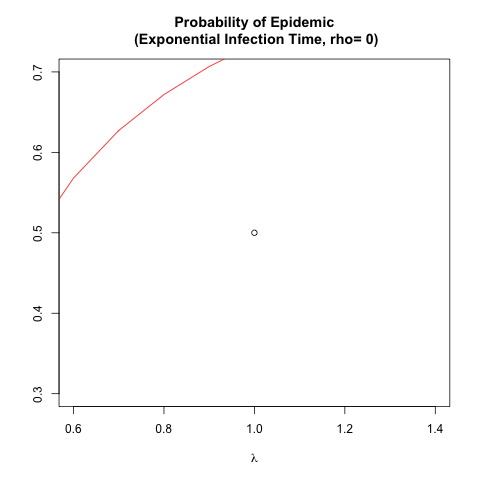 Probability of Epidemic
(Exponential Infection Time, rho= 0)
0.7
0.6
0.5
0.4
0.3
0.6 0.8 1.0 1.2 1.4
λ